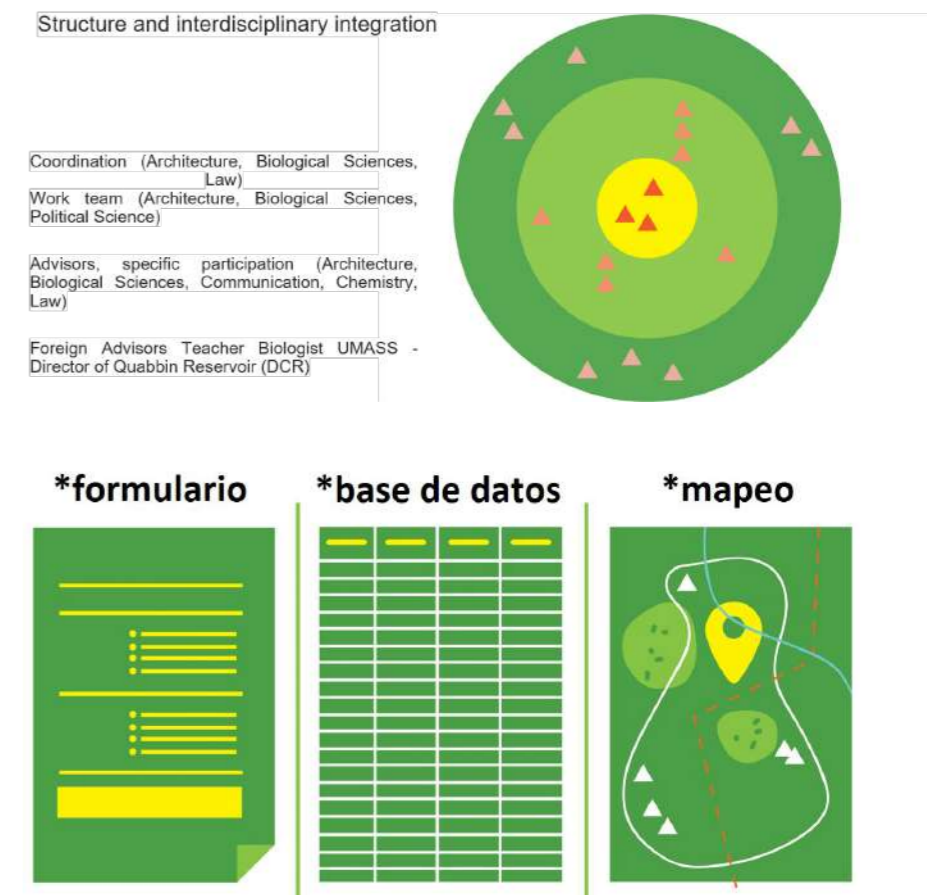 Structure and interdisciplinary integration
Coordination (Architecture, Biological Sciences,
Law)
Work team (Architecture, Biological Sciences,
Political Science)
Advisors, specific participation (Architecture,
Biological Sciences, Communication, Chemistry,
Law)
Foreign Advisors Teacher Biologist UMASS -
Director of Quabbin Reservoir (DCR)
*formulario
*base de datos
*mapeo